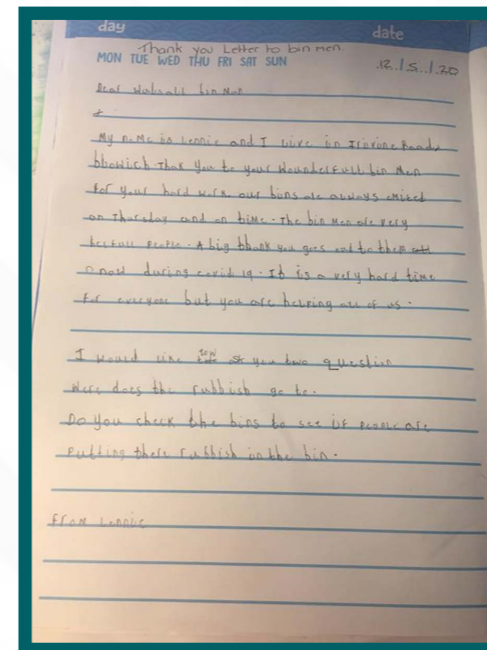 day date
Thank you Letter to bin men.
MON TUE WED THU FRI SAT SUN 12/5/20
Dear bin Men
My name is Lennie and I live in Road,
Thank you to your wounderfull bin Men
For your hard work our bins are always emited
on Thursday and on time. The bin Men are very
helfull people. A big thank you goes out to them
now during covid 19. It is a very hard time
for everyone but you are helping all of us.
I would like you two question
Were does the rubbish go to.
Do you check the bins to see if people are
putting there rubbish in the bin.
From Lennie